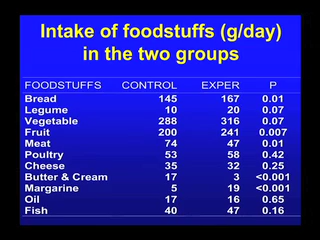 Intake of foodstuffs (g/day)
in the two groups
FOODSTUFFS CONTROL EXPER P
Bread 145 167 0.01
Legume 10 20 0.07
Vegetable 288 316 0.07
Fruit 200 241 0.007
Meat 74 47 0.01
Poultry 53 58 0.42
Cheese 35 32 0.25
Butter & Cream 17 3 <0.001
Margarine 5 19 <0.001
Oil 17 16 0.65
Fish 40 47 0.16